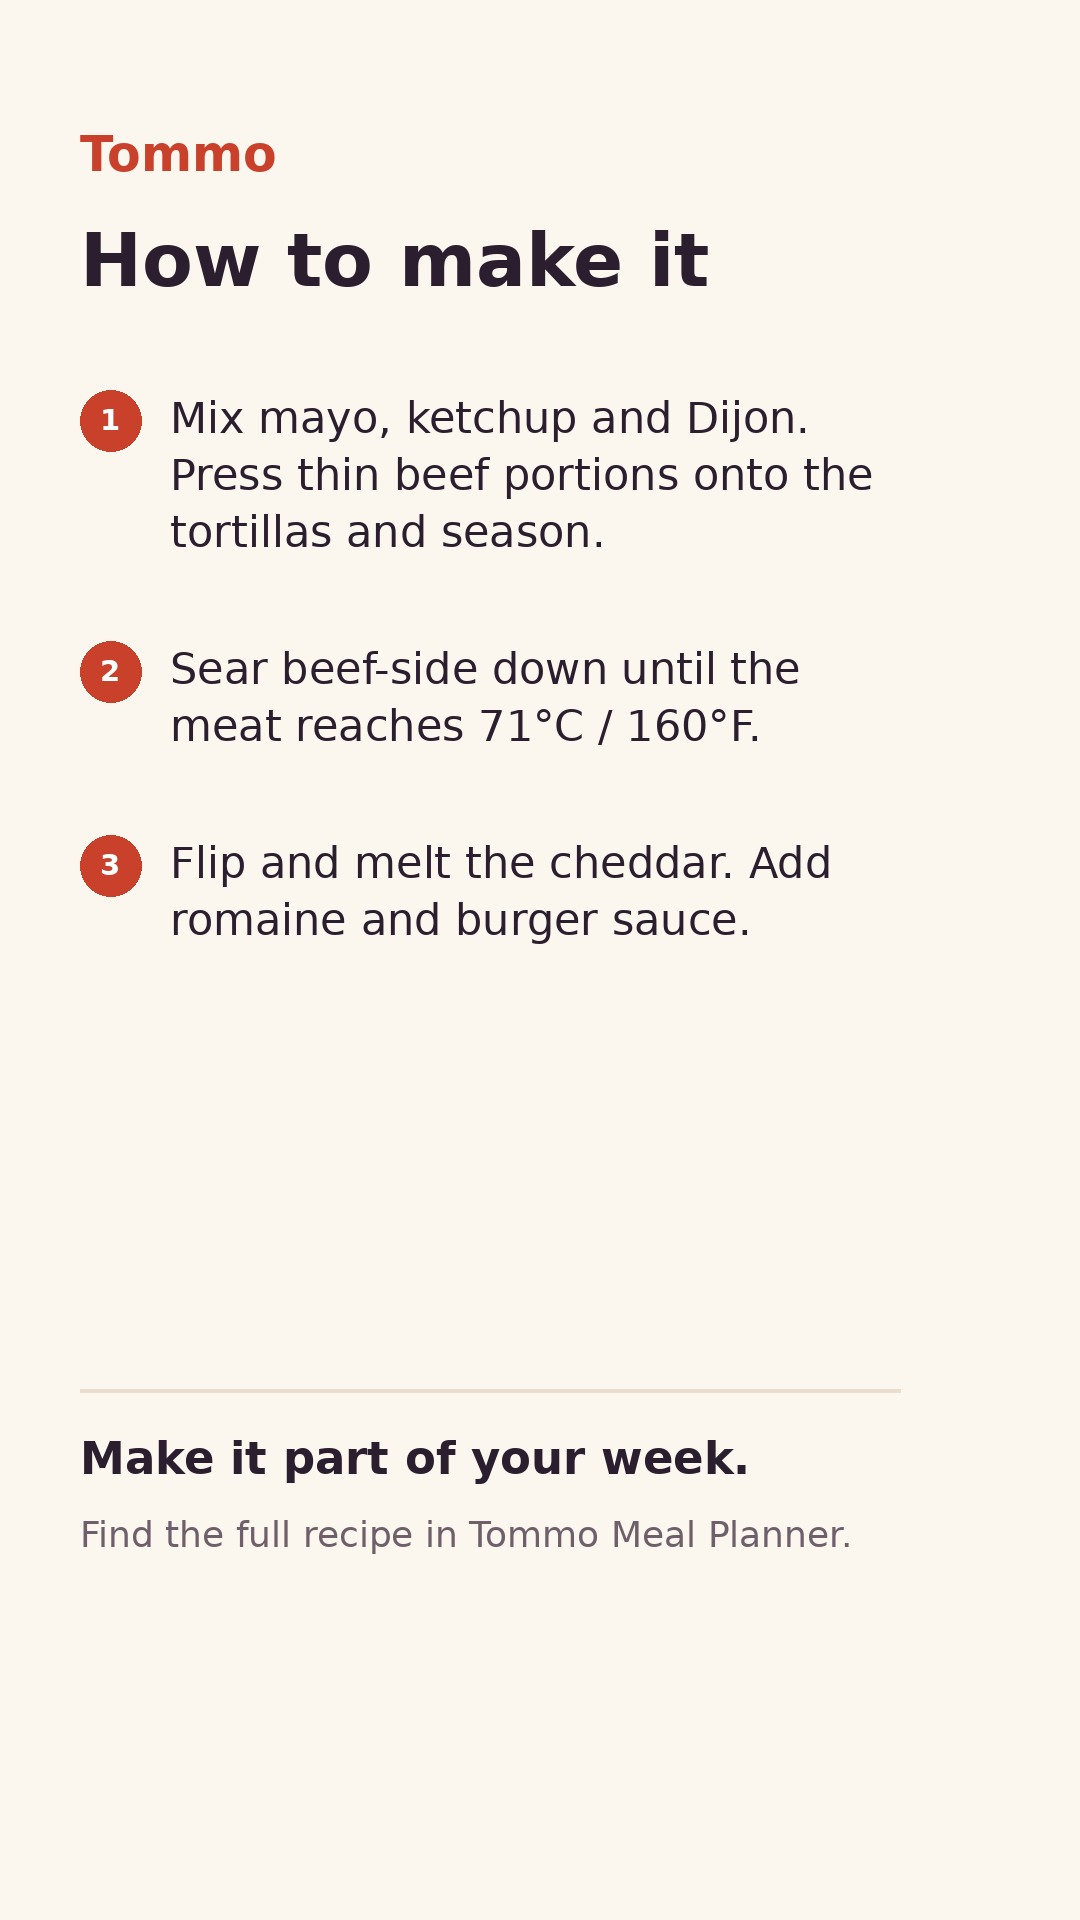 Tommo
How to make it
1 Mix mayo, ketchup and Dijon.
Press thin beef portions onto the
tortillas and season.
2 Sear beef-side down until the
meat reaches 71°C / 160°F.
3 Flip and melt the cheddar. Add
romaine and burger sauce.
Make it part of your week.
Find the full recipe in Tommo Meal Planner.